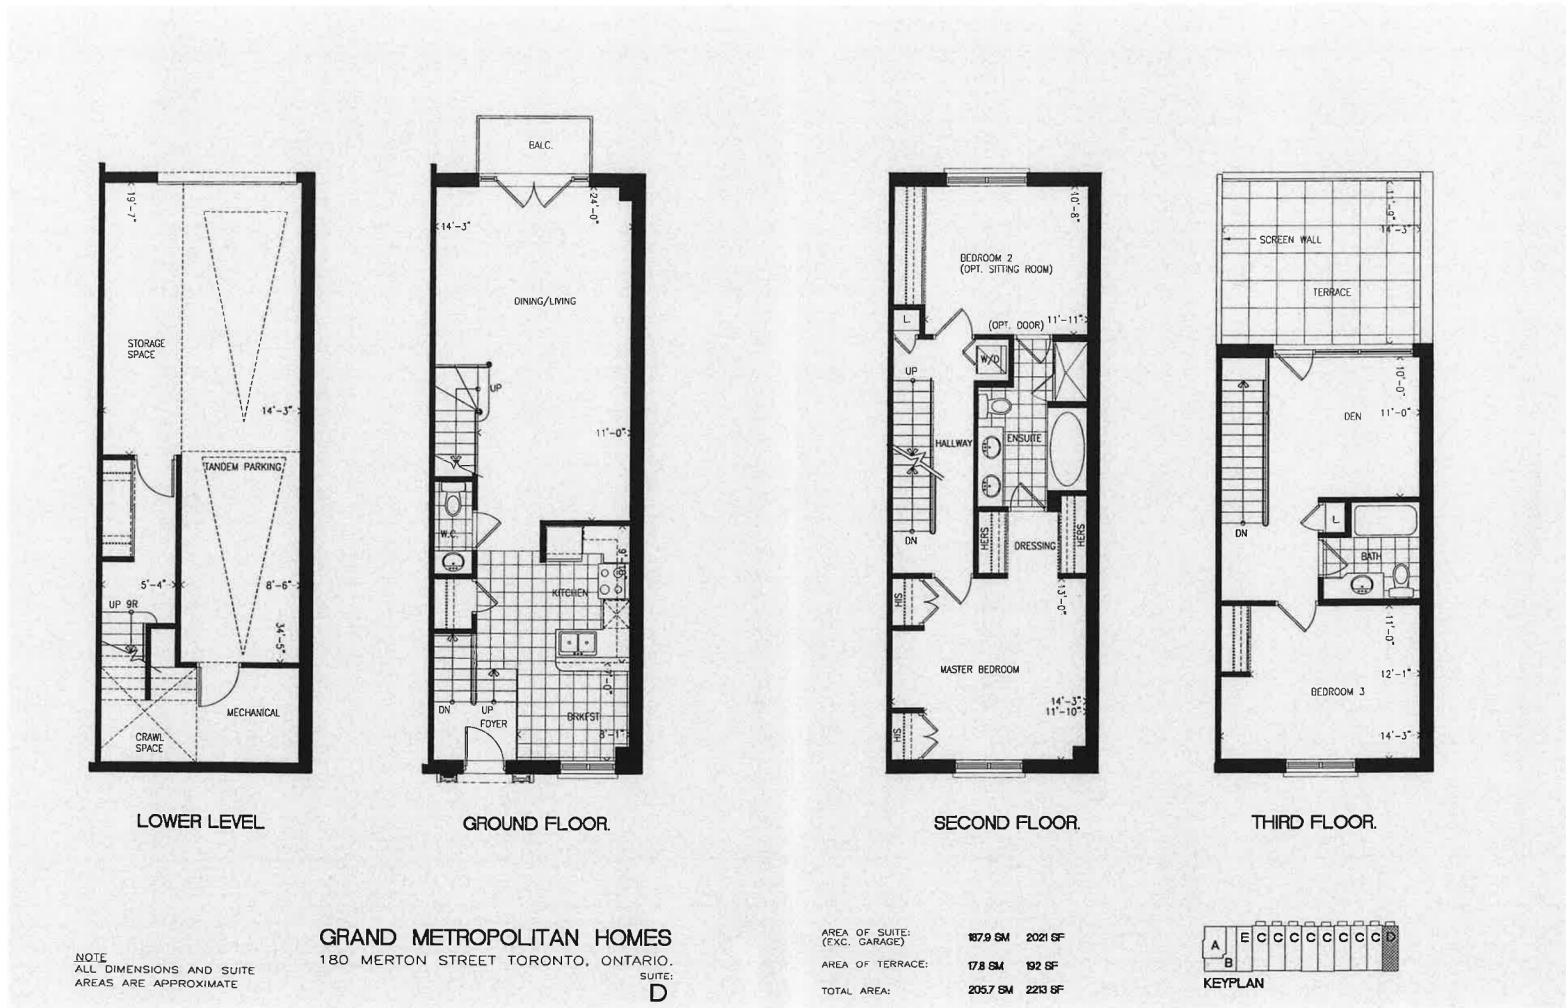 19'-7"
STORAGE
SPACE
14'-3"
TANDEM PARKING
5'-4"
8'-6"
UP 9R
34'-5"
MECHANICAL
CRAWL
SPACE
LOWER LEVEL
BALC.
24'-0"
14'-3"
DINING/LIVING
UP
11'-0"
W.C.
KITCHEN
DN
UP
FOYER
7'-0"
BRKFST
8'-1"
GROUND FLOOR.
10'-8"
BEDROOM 2
(OPT. SITTING ROOM)
11'-11"
(OPT. DOOR)
L.
W/D
UP
HALLWAY
ENSUITE
DN
HERS
DRESSING
HERS
HIS
13'-0"
MASTER BEDROOM
14'-3"
11'-10"
HIS
SECOND FLOOR.
14'-3"
SCREEN WALL
TERRACE
10'-0"
DEN
11'-0"
L.
DN
BATH
11'-0"
12'-1"
BEDROOM 3
14'-3"
THIRD FLOOR.
NOTE
ALL DIMENSIONS AND SUITE
AREAS ARE APPROXIMATE
GRAND METROPOLITAN HOMES
180 MERTON STREET TORONTO, ONTARIO.
SUITE:
D
AREA OF SUITE: 187.9 SM 2021 SF
(EXC. GARAGE)
AREA OF TERRACE: 17.8 SM 192 SF
TOTAL AREA: 205.7 SM 2213 SF
A B E C C C C C C C C D
KEYPLAN